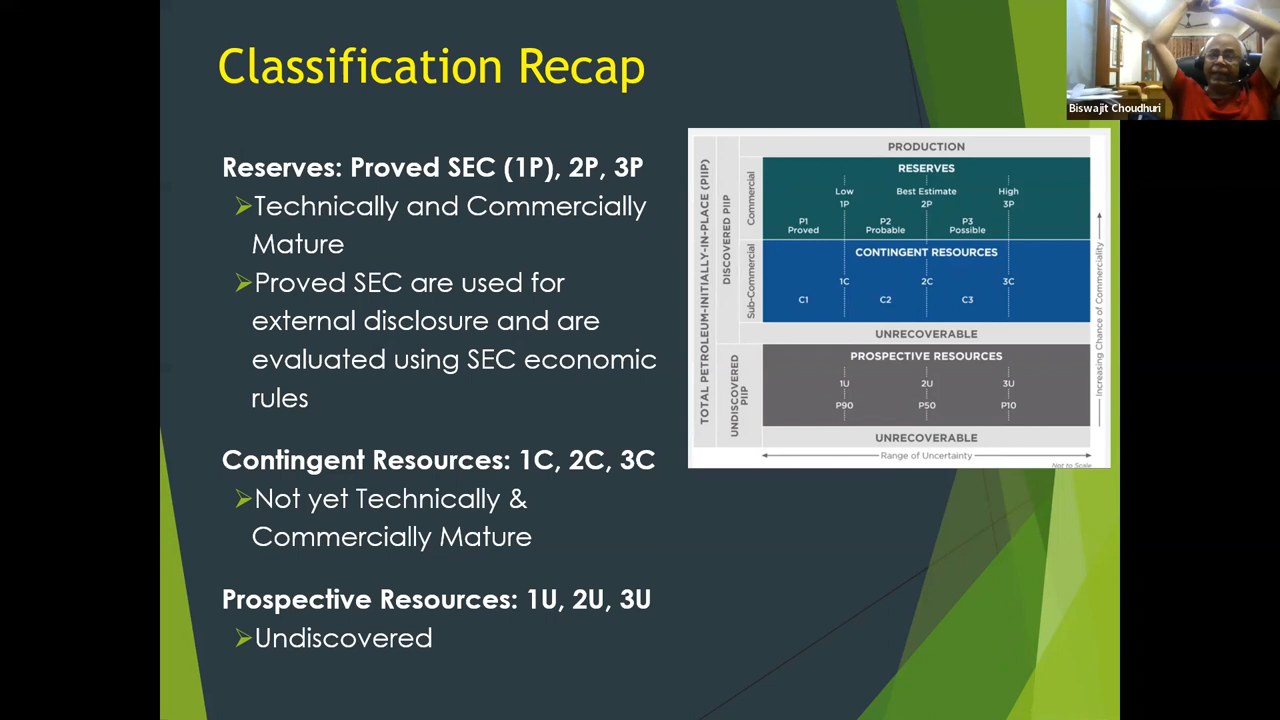 Classification Recap
Reserves: Proved SEC (1P), 2P, 3P
Technically and Commercially
Mature
Proved SEC are used for
external disclosure and are
evaluated using SEC economic
rules
Contingent Resources: 1C, 2C, 3C
Not yet Technically &
Commercially Mature
Prospective Resources: 1U, 2U, 3U
Undiscovered
TOTAL PETROLEUM-INITIALLY-IN-PLACE (PIIP)
DISCOVERED PIIP
UNDISCOVERED
PIIP
Commercial
Sub-Commercial
PRODUCTION
RESERVES
Low Best Estimate High
1P 2P 3P
P1 P2 P3
Proved Probable Possible
CONTINGENT RESOURCES
1C 2C 3C
C1 C2 C3
UNRECOVERABLE
PROSPECTIVE RESOURCES
1U 2U 3U
P90 P50 P10
UNRECOVERABLE
Range of Uncertainty
Not to Scale
Increasing Chance of Commerciality
Biswajit Choudhuri